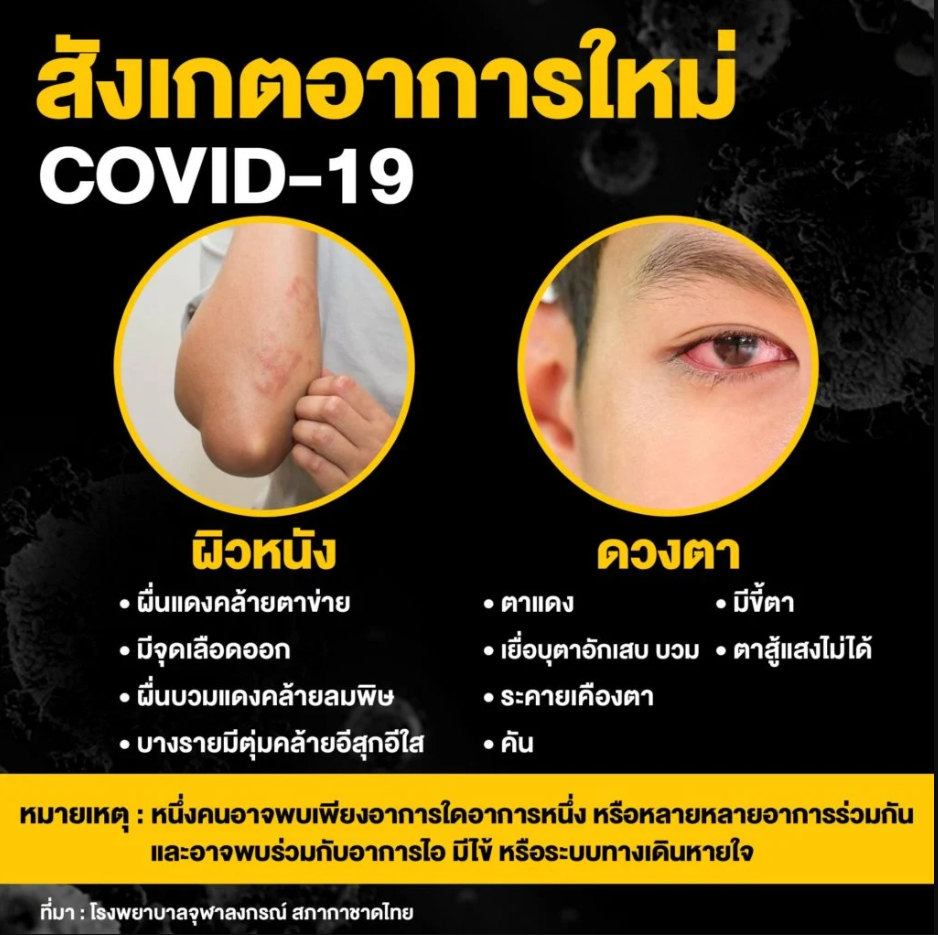 สังเกตอาการใหม่
COVID-19
ผิวหนัง
• ผื่นแดงคล้ายตาข่าย
• มีจุดเลือดออก
• ผื่นบวมแดงคล้ายลมพิษ
• บางรายมีตุ่มคล้ายอีสุกอีใส
ดวงตา
• ตาแดง
• เยื่อบุตาอักเสบ บวม
• ระคายเคืองตา
• คัน
• มีขี้ตา
• ตาสู้แสงไม่ได้
หมายเหตุ : หนึ่งคนอาจพบเพียงอาการใดอาการหนึ่ง หรือหลายหลายอาการร่วมกัน
และอาจพบร่วมกับอาการไอ มีไข้ หรือระบบทางเดินหายใจ
ที่มา : โรงพยาบาลจุฬาลงกรณ์ สภากาชาดไทย